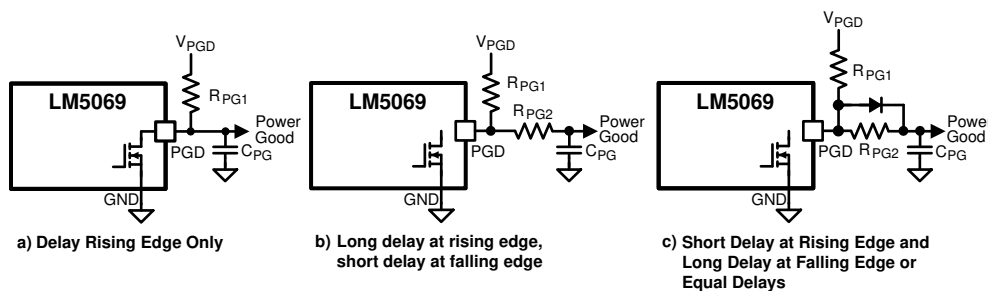 VPGD
RPG1
LM5069
PGD
CPG
Power
Good
GND
a) Delay Rising Edge Only
VPGD
RPG1
LM5069
RPG2
PGD
CPG
Power
Good
GND
b) Long delay at rising edge,
short delay at falling edge
VPGD
RPG1
LM5069
PGD
RPG2
CPG
Power
Good
GND
c) Short Delay at Rising Edge and
Long Delay at Falling Edge or
Equal Delays